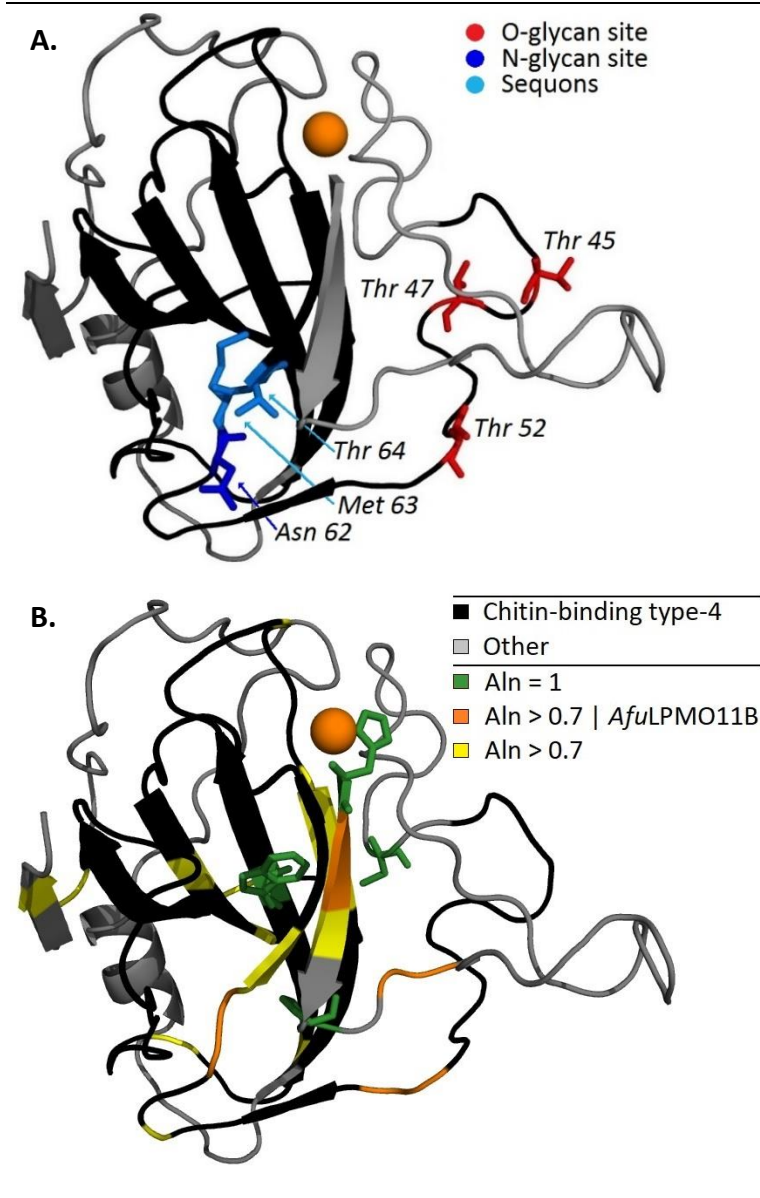 A.
O-glycan site
N-glycan site
Sequons
Thr 45
Thr 47
Thr 52
Thr 64
Met 63
Asn 62
B.
Chitin-binding type-4
Other
Aln = 1
Aln > 0.7 | AfuLPMO11B
Aln > 0.7